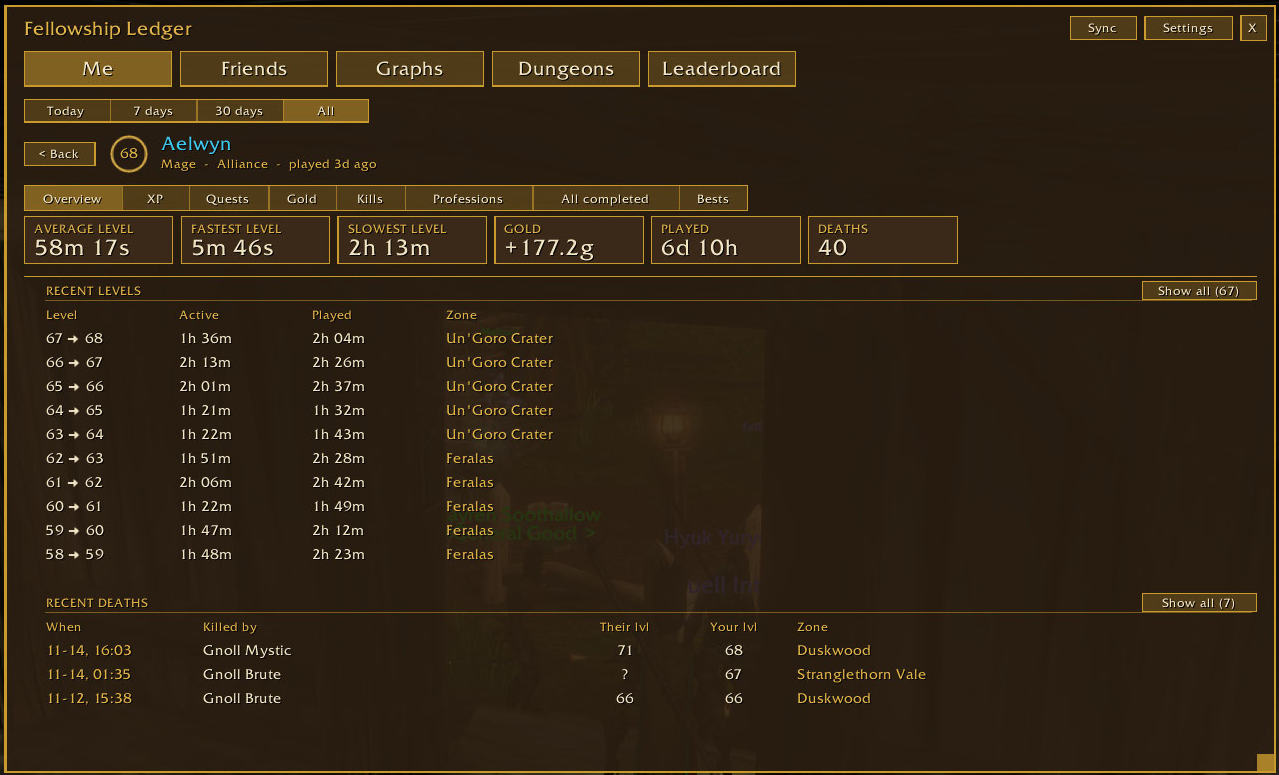 Fellowship Ledger
Sync Settings X
Me Friends Graphs Dungeons Leaderboard
Today 7 days 30 days All
< Back 68 Aelwyn
Mage - Alliance - played 3d ago
Overview XP Quests Gold Kills Professions All completed Bests
AVERAGE LEVEL FASTEST LEVEL SLOWEST LEVEL GOLD PLAYED DEATHS
58m 17s 5m 46s 2h 13m +177.2g 6d 10h 40
RECENT LEVELS Show all (67)
Level Active Played Zone
67 → 68 1h 36m 2h 04m Un'Goro Crater
66 → 67 2h 13m 2h 26m Un'Goro Crater
65 → 66 2h 01m 2h 37m Un'Goro Crater
64 → 65 1h 21m 1h 32m Un'Goro Crater
63 → 64 1h 22m 1h 43m Un'Goro Crater
62 → 63 1h 51m 2h 28m Feralas
61 → 62 2h 06m 2h 42m Feralas
60 → 61 1h 22m 1h 49m Feralas
59 → 60 1h 47m 2h 12m Feralas
58 → 59 1h 48m 2h 23m Feralas
RECENT DEATHS Show all (7)
When Killed by Their lvl Your lvl Zone
11-14, 16:03 Gnoll Mystic 71 68 Duskwood
11-14, 01:35 Gnoll Brute ? 67 Stranglethorn Vale
11-12, 15:38 Gnoll Brute 66 66 Duskwood